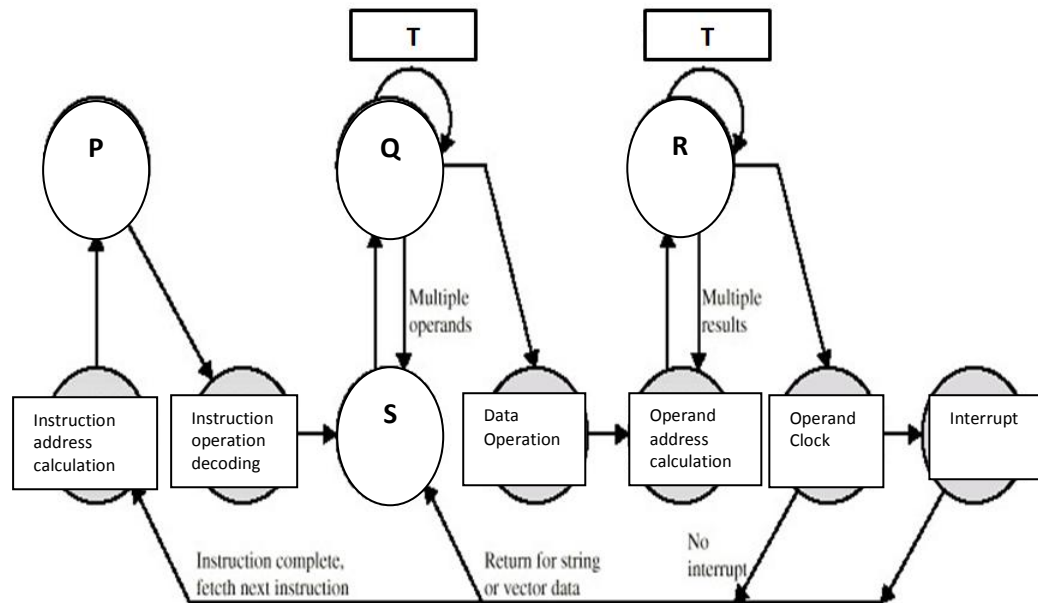 T
T
P
Q
R
Multiple
operands
Multiple
results
Instruction
address
calculation
Instruction
operation
decoding
S
Data
Operation
Operand
address
calculation
Operand
Clock
Interrupt
Instruction complete,
fetcth next instruction
Return for string
or vector data
No
interrupt